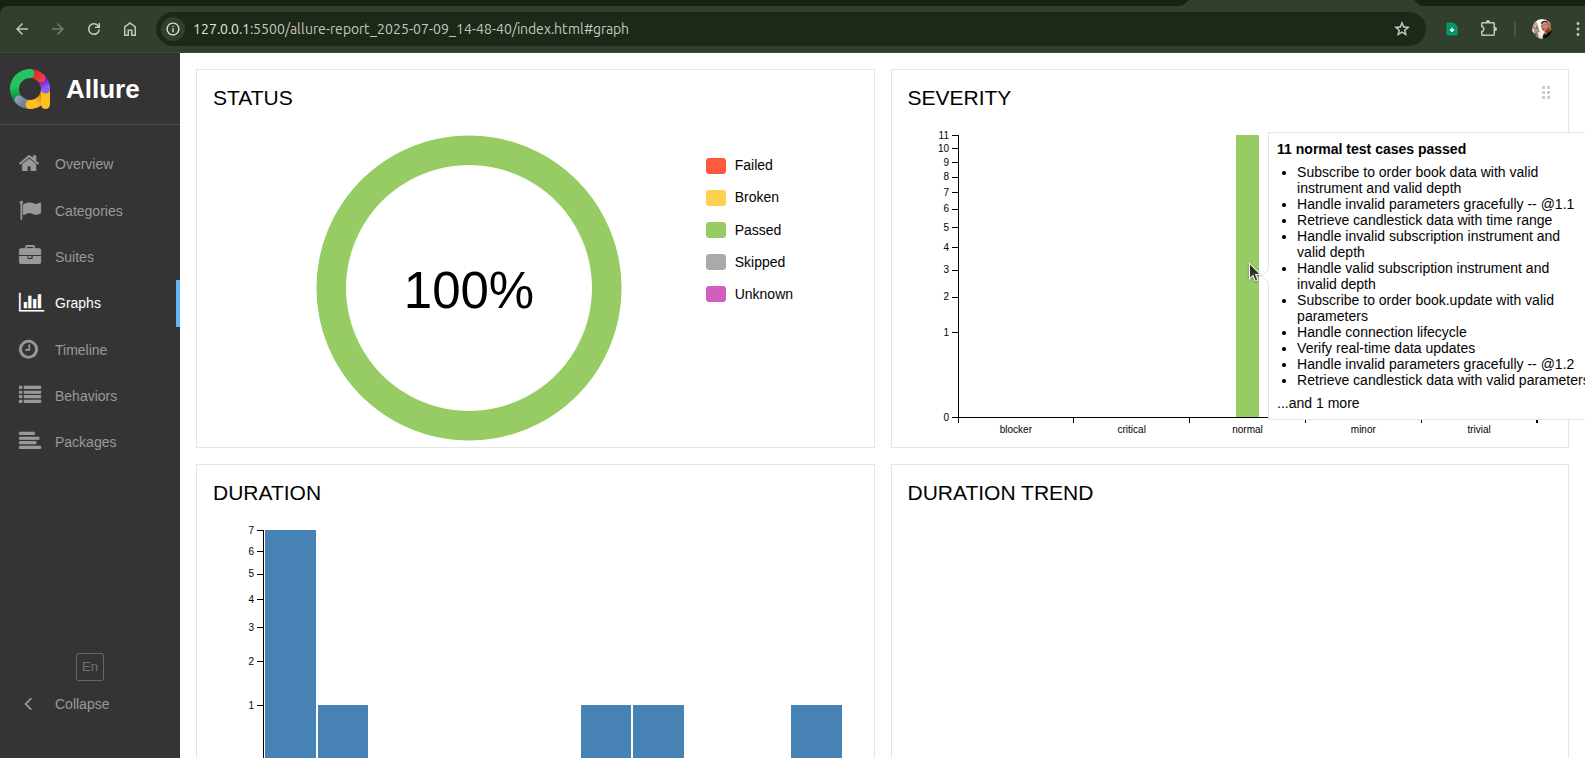 127.0.0.1:5500/allure-report_2025-07-09_14-48-40/index.html#graph
Allure
Overview
Categories
Suites
Graphs
Timeline
Behaviors
Packages
En
Collapse
STATUS
100%
Failed
Broken
Passed
Skipped
Unknown
SEVERITY
11
10
9
8
7
6
5
4
3
2
1
0
blocker
critical
normal
minor
trivial
11 normal test cases passed
Subscribe to order book data with valid
instrument and valid depth
Handle invalid parameters gracefully -- @1.1
Retrieve candlestick data with time range
Handle invalid subscription instrument and
valid depth
Handle valid subscription instrument and
invalid depth
Subscribe to order book.update with valid
parameters
Handle connection lifecycle
Verify real-time data updates
Handle invalid parameters gracefully -- @1.2
Retrieve candlestick data with valid parameters
...and 1 more
DURATION
7
6
5
4
3
2
1
DURATION TREND